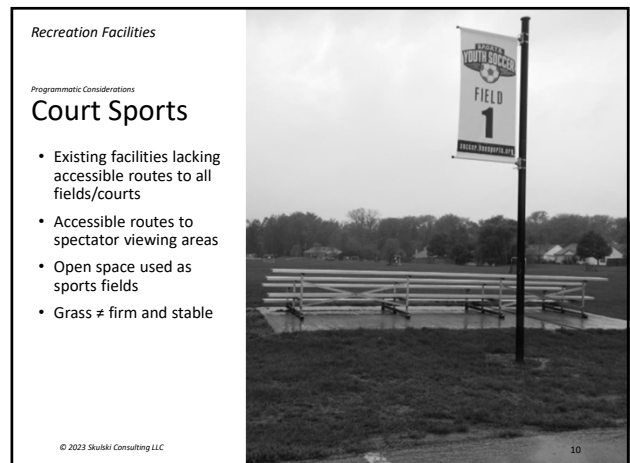 Recreation Facilities
Programmatic Considerations
Court Sports
• Existing facilities lacking
accessible routes to all
fields/courts
• Accessible routes to
spectator viewing areas
• Open space used as
sports fields
• Grass ≠ firm and stable
© 2023 Skulski Consulting LLC
SPORTS
YOUTH SOCCER
FIELD
1
10